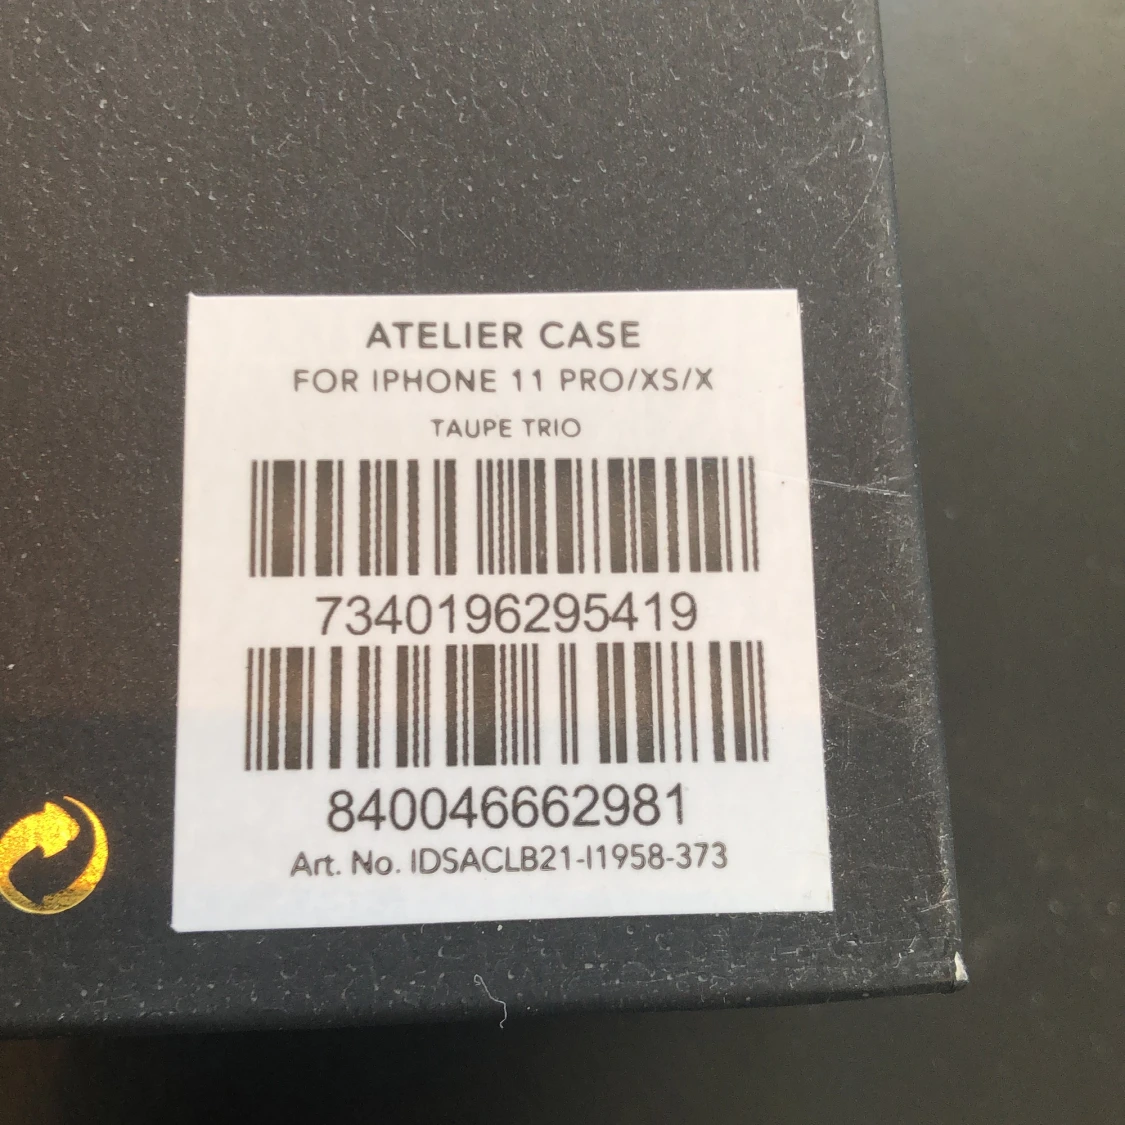 ATELIER CASE
FOR IPHONE 11 PRO/XS/X
TAUPE TRIO
7340196295419
840046662981
Art. No. IDSACLB21-I1958-373